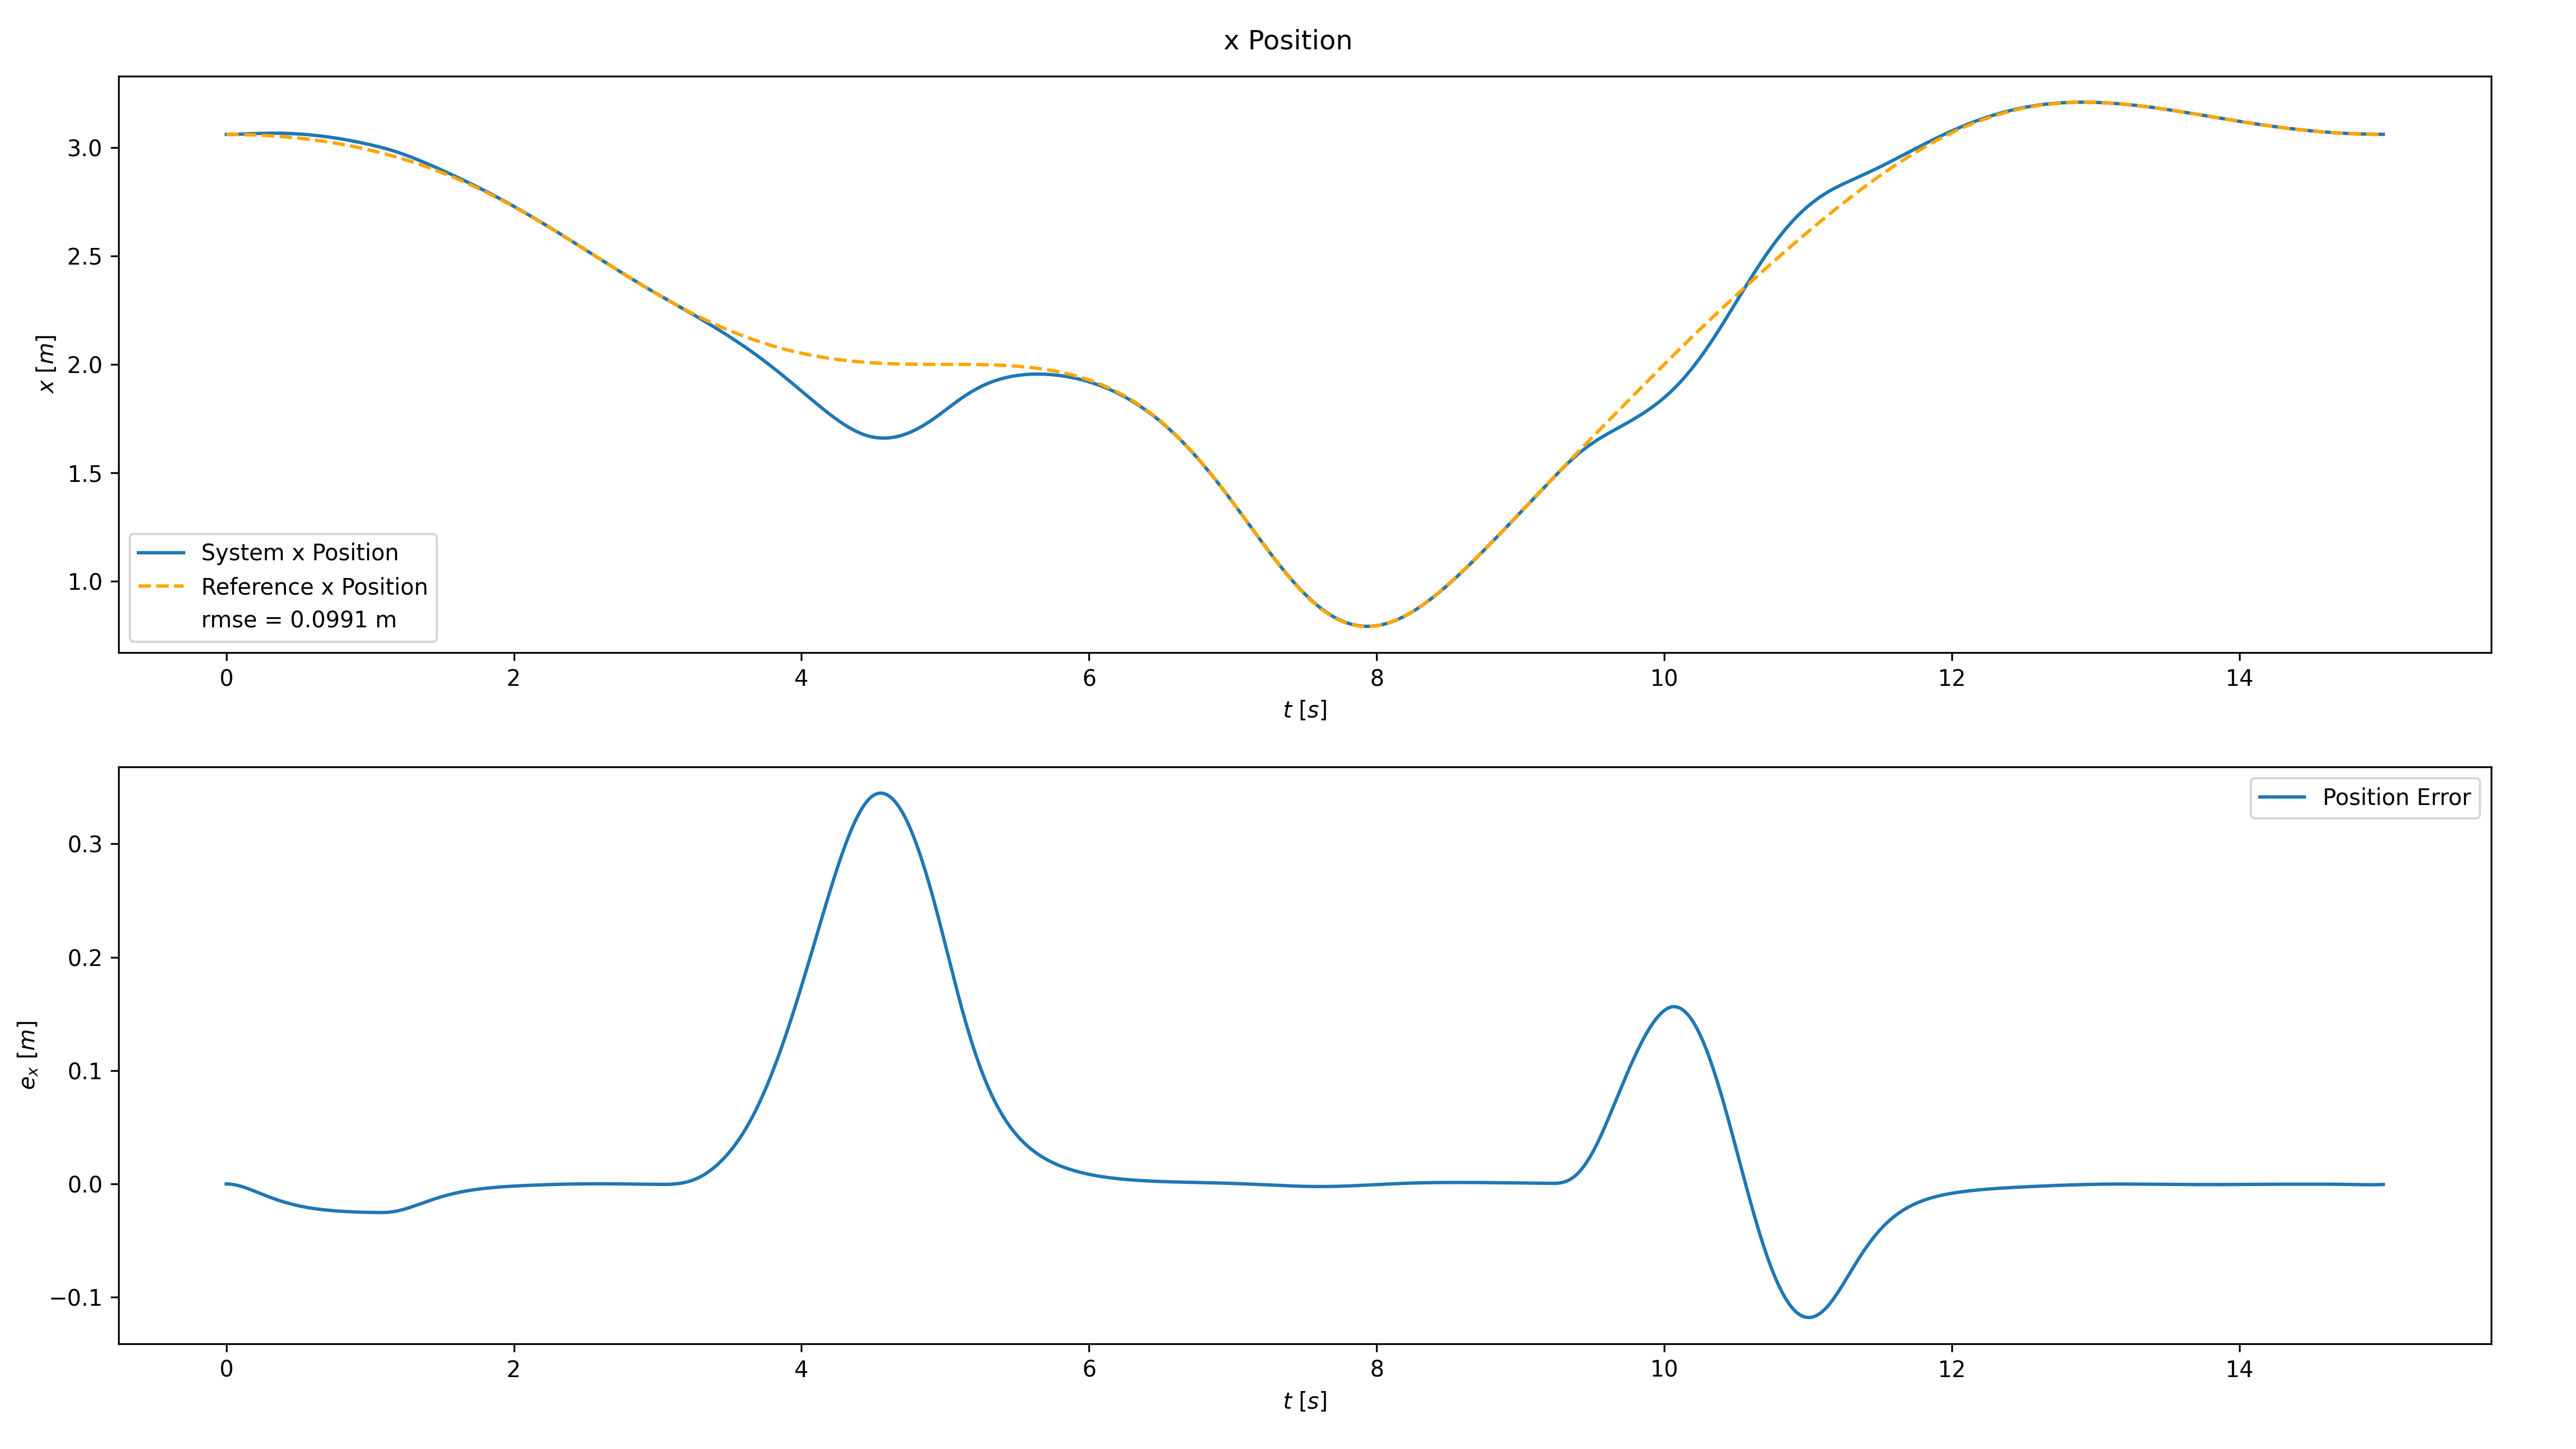 x Position
3.0
2.5
2.0
1.5
1.0
x [m]
System x Position
Reference x Position
rmse = 0.0991 m
0 2 4 6 8 10 12 14
t [s]
Position Error
0.3
0.2
0.1
0.0
−0.1
eₓ [m]
0 2 4 6 8 10 12 14
t [s]